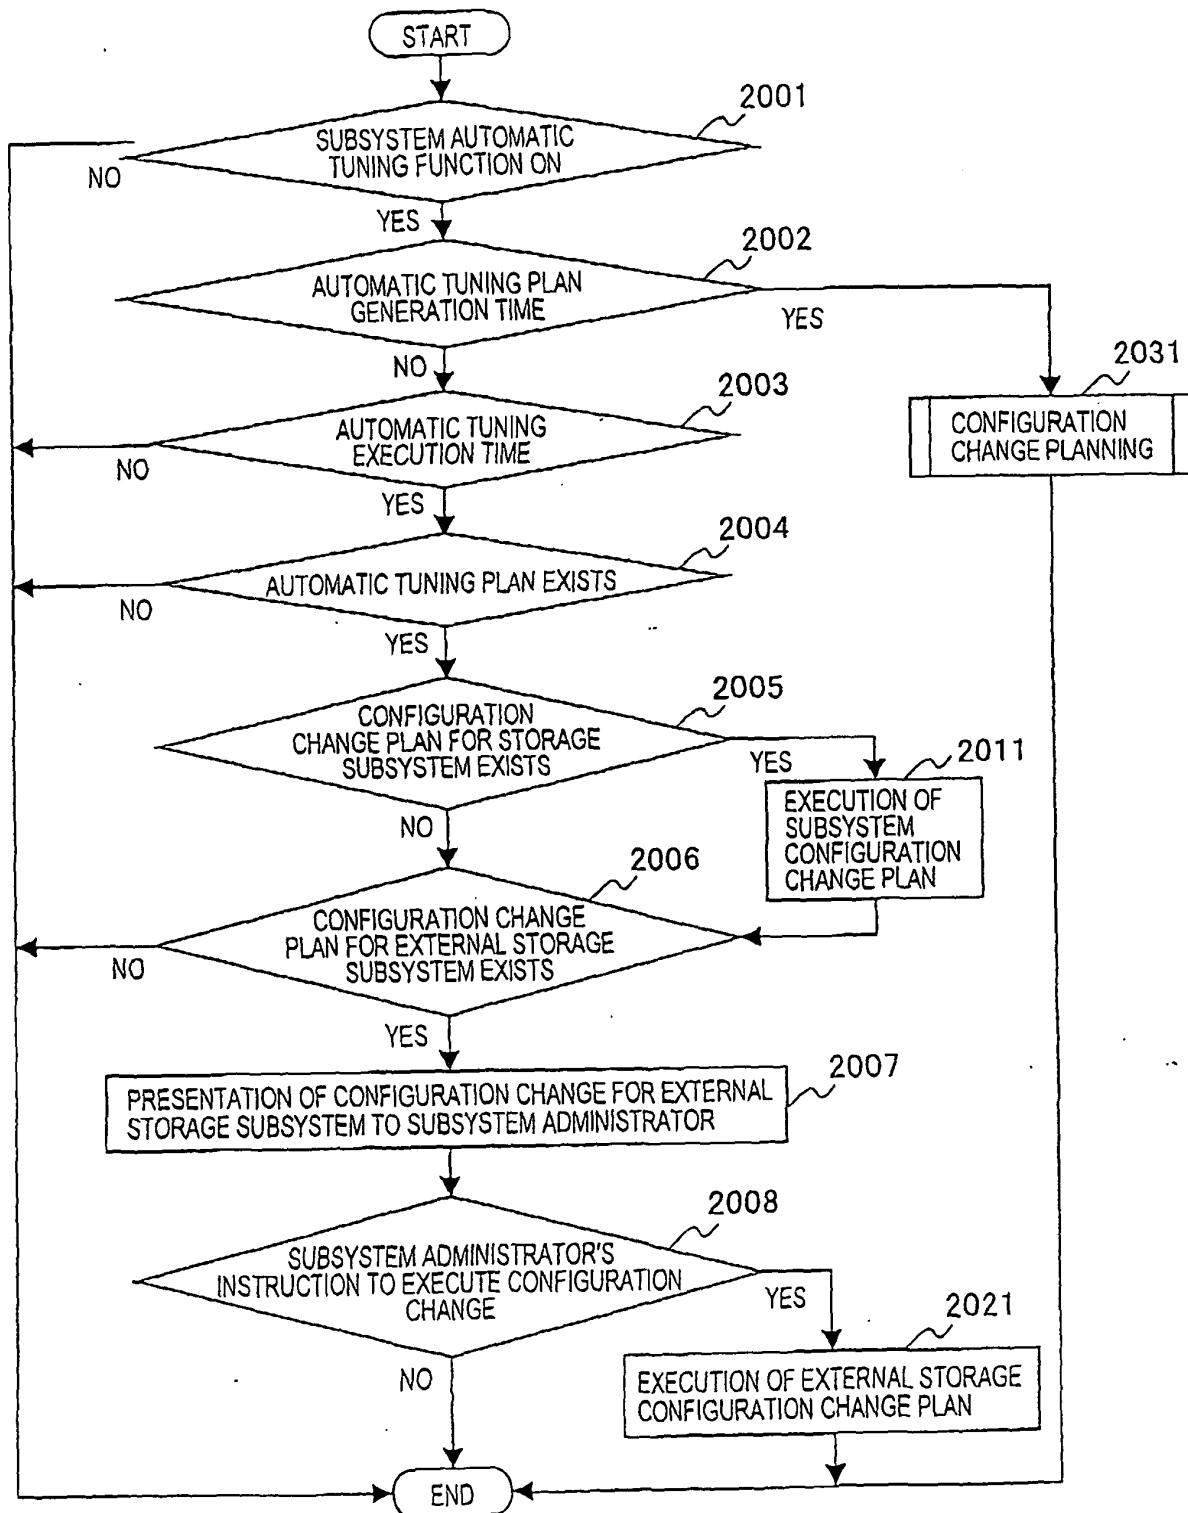 START
2001
SUBSYSTEM AUTOMATIC
TUNING FUNCTION ON
NO
YES
2002
AUTOMATIC TUNING PLAN
GENERATION TIME
YES
NO
2003
2031
AUTOMATIC TUNING
EXECUTION TIME
CONFIGURATION
CHANGE PLANNING
NO
YES
2004
AUTOMATIC TUNING PLAN EXISTS
NO
YES
2005
CONFIGURATION
CHANGE PLAN FOR STORAGE
SUBSYSTEM EXISTS
YES
2011
EXECUTION OF
SUBSYSTEM
CONFIGURATION
CHANGE PLAN
NO
2006
CONFIGURATION CHANGE
PLAN FOR EXTERNAL STORAGE
SUBSYSTEM EXISTS
NO
YES
2007
PRESENTATION OF CONFIGURATION CHANGE FOR EXTERNAL
STORAGE SUBSYSTEM TO SUBSYSTEM ADMINISTRATOR
2008
SUBSYSTEM ADMINISTRATOR'S
INSTRUCTION TO EXECUTE CONFIGURATION
CHANGE
YES
2021
NO
EXECUTION OF EXTERNAL STORAGE
CONFIGURATION CHANGE PLAN
END